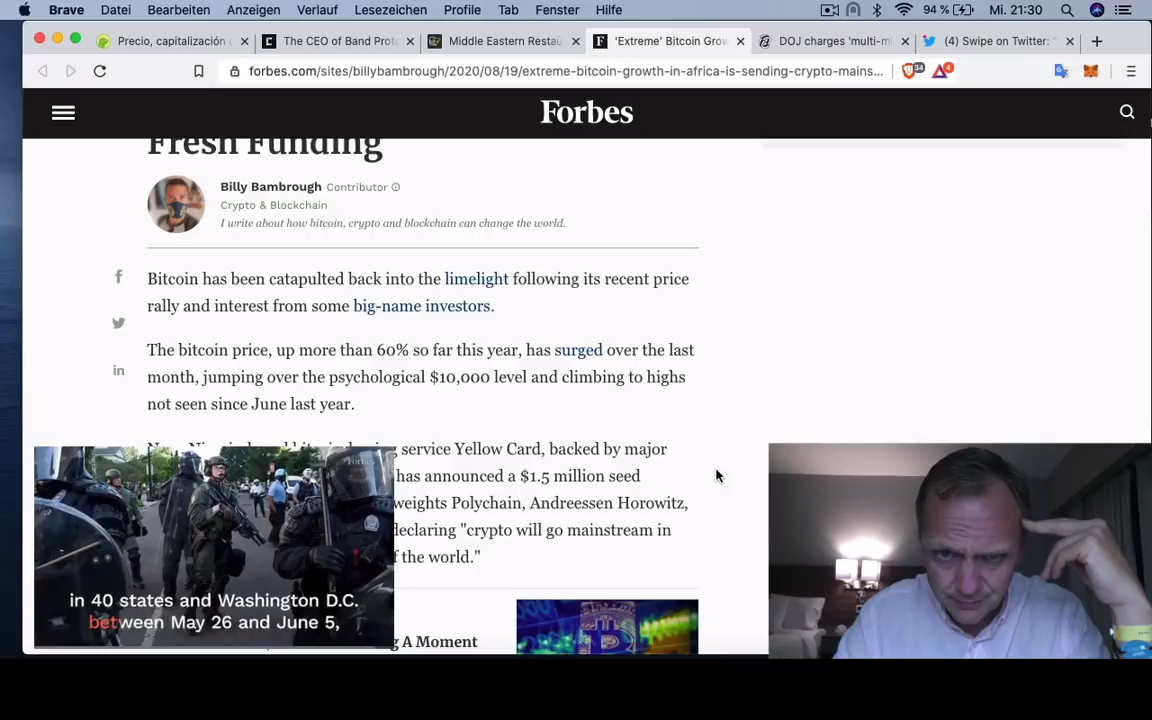 Brave Datei Bearbeiten Anzeigen Verlauf Lesezeichen Profile Tab Fenster Hilfe 94 % Mi. 21:30
Precio, capitalización
The CEO of Band Prot
Middle Eastern Restau
'Extreme' Bitcoin Grow
DOJ charges 'multi-mi
(4) Swipe on Twitter: "
forbes.com/sites/billybambrough/2020/08/19/extreme-bitcoin-growth-in-africa-is-sending-crypto-mains...
34
4
Forbes
Fresh Funding
Billy Bambrough Contributor
Crypto & Blockchain
I write about how bitcoin, crypto and blockchain can change the world.
Bitcoin has been catapulted back into the limelight following its recent price
rally and interest from some big-name investors.
The bitcoin price, up more than 60% so far this year, has surged over the last
month, jumping over the psychological $10,000 level and climbing to highs
not seen since June last year.
service Yellow Card, backed by major
has announced a $1.5 million seed
weights Polychain, Andreessen Horowitz,
declaring "crypto will go mainstream in
f the world."
g A Moment
Forbes
in 40 states and Washington D.C.
between May 26 and June 5,